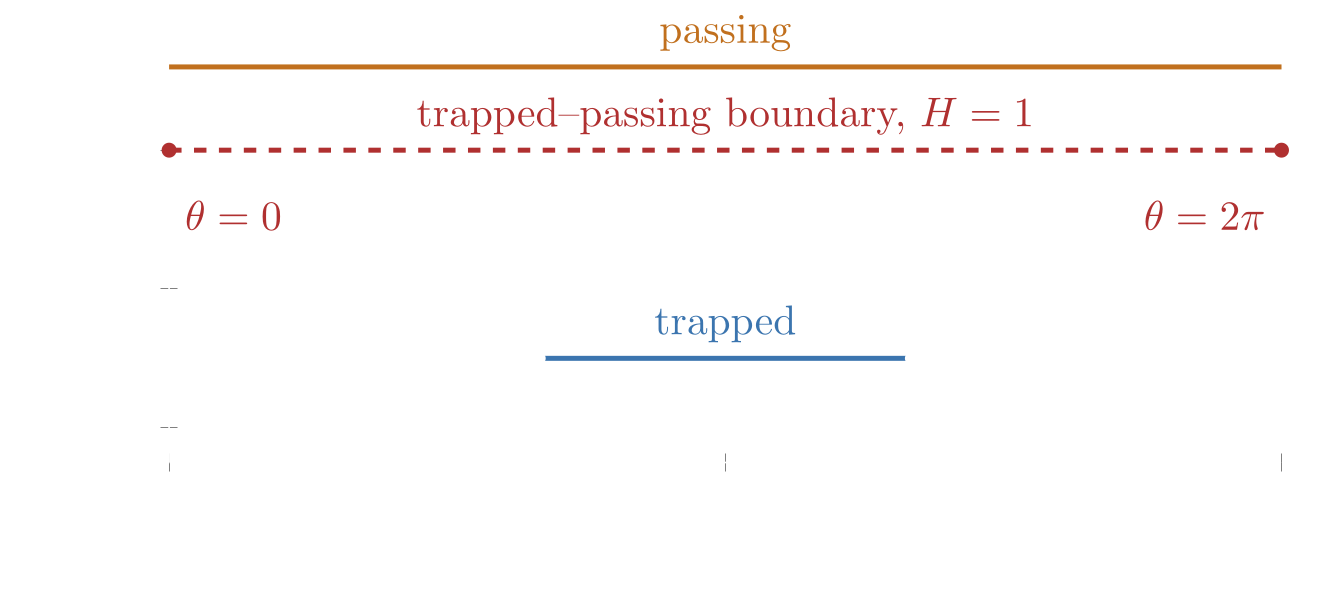 passing
trapped–passing boundary, H = 1
θ = 0
θ = 2π
trapped